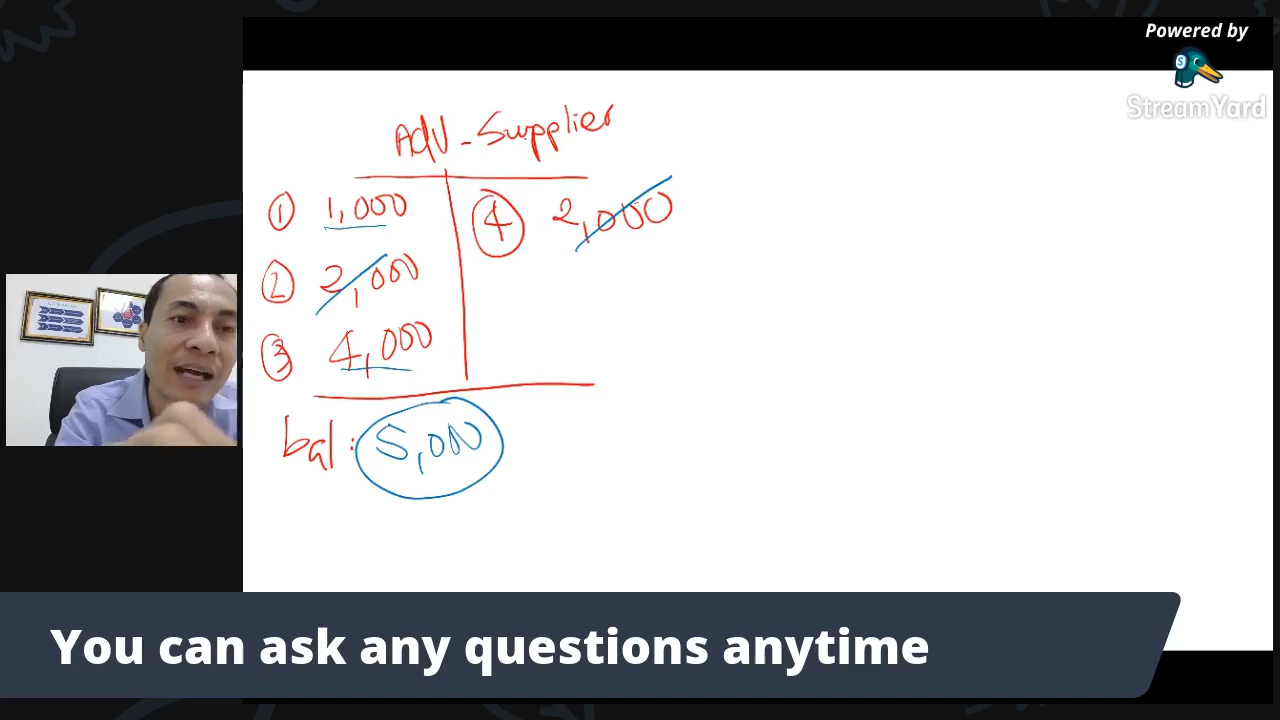 Powered by
StreamYard
Adv - Supplier
① 1,000 ④ 2,000
② 2,000
③ 4,000
bal: 5,000
You can ask any questions anytime